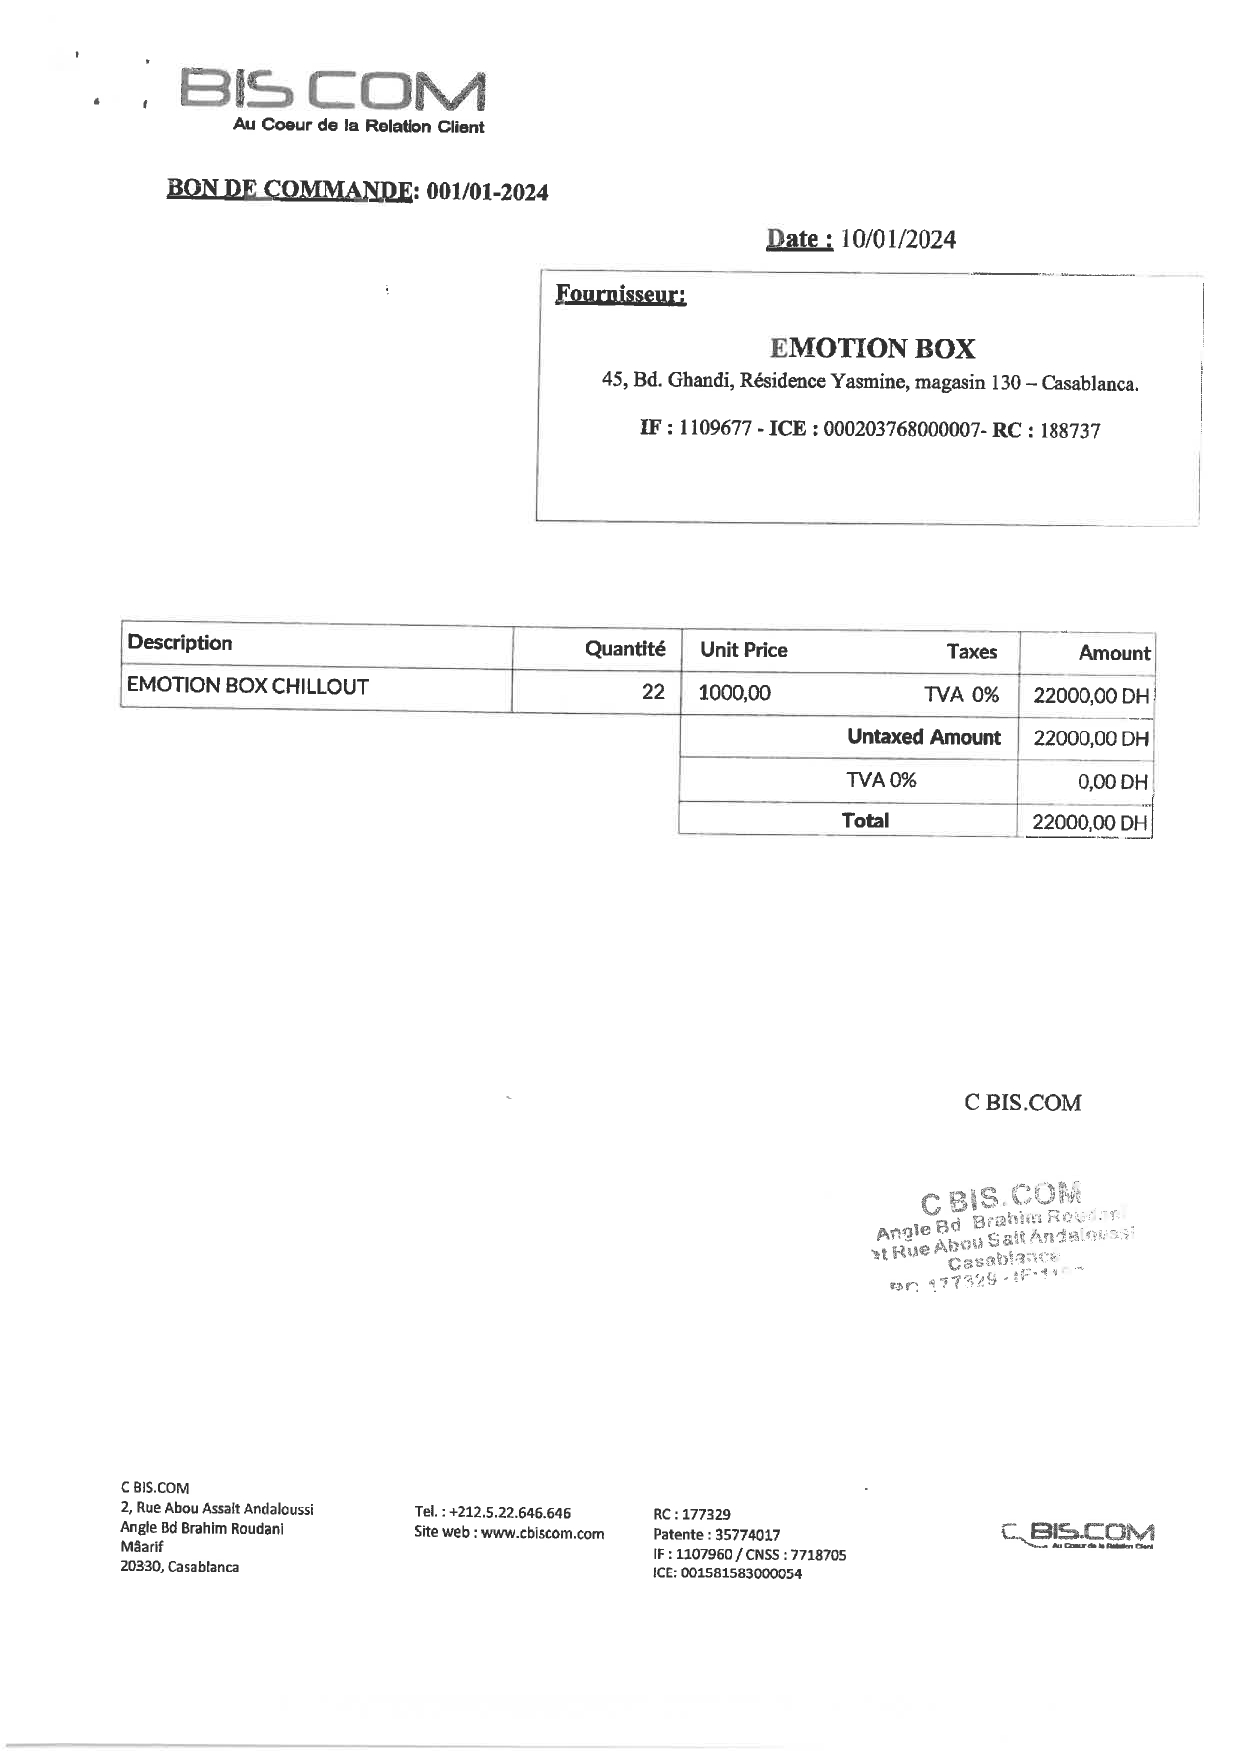 BIS COM
Au Coeur de la Relation Client
BON DE COMMANDE: 001/01-2024
Date : 10/01/2024
Fournisseur:
EMOTION BOX
45, Bd. Ghandi, Résidence Yasmine, magasin 130 – Casablanca.
IF : 1109677 - ICE : 000203768000007- RC : 188737
Description Quantité Unit Price Taxes Amount
EMOTION BOX CHILLOUT 22 1000,00 TVA 0% 22000,00 DH
Untaxed Amount 22000,00 DH
TVA 0% 0,00 DH
Total 22000,00 DH
C BIS.COM
C BIS.COM
Angle Bd Brahim
Rue Abou Salt Andaloussi
Casablanca
177329 - IF
C BIS.COM
2, Rue Abou Assalt Andaloussi
Angle Bd Brahim Roudani
Mâarif
20330, Casablanca
Tel. : +212.5.22.646.646
Site web : www.cbiscom.com
RC : 177329
Patente : 35774017
IF : 1107960 / CNSS : 7718705
ICE: 001581583000054
C BIS.COM
Au Coeur de la Relation Client